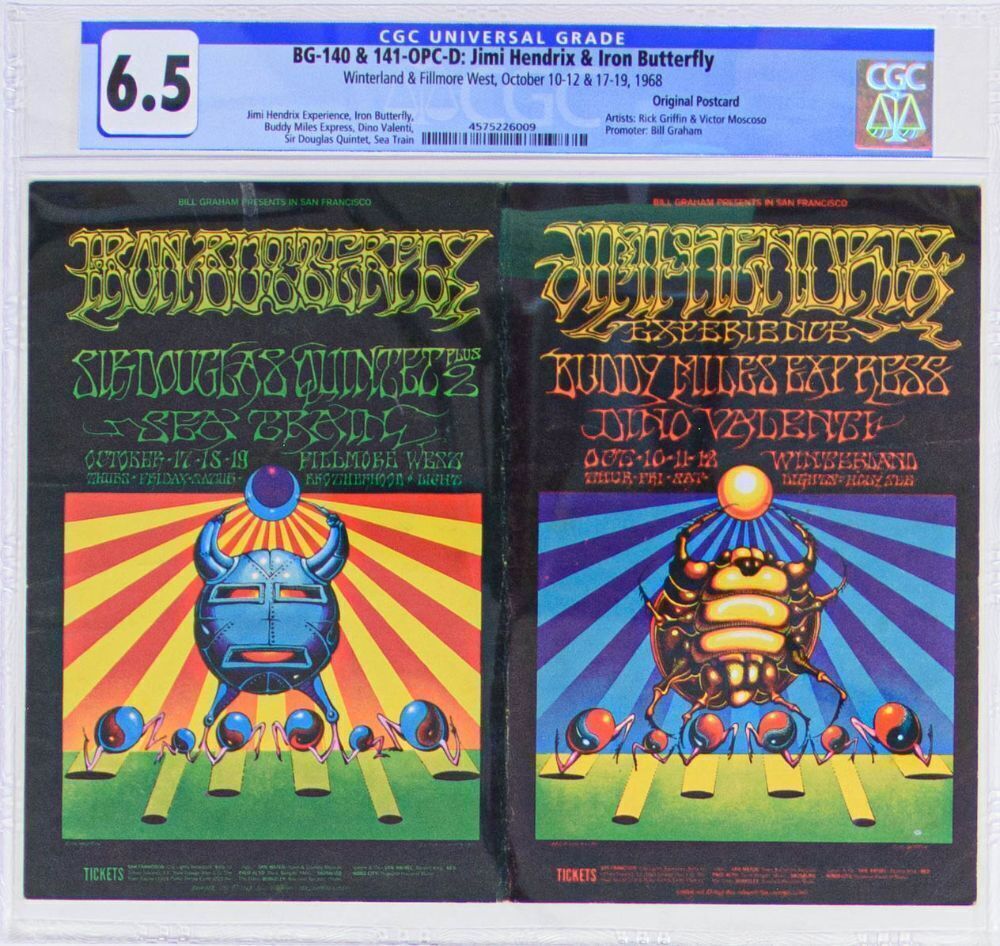 CGC UNIVERSAL GRADE
6.5
BG-140 & 141-OPC-D: Jimi Hendrix & Iron Butterfly
Winterland & Fillmore West, October 10-12 & 17-19, 1968
Original Postcard
Jimi Hendrix Experience, Iron Butterfly,
Buddy Miles Express, Dino Valenti,
Sir Douglas Quintet, Sea Train
4575226009
Artists: Rick Griffin & Victor Moscoso
Promoter: Bill Graham
CGC
BILL GRAHAM PRESENTS IN SAN FRANCISCO
IRON BUTTERFLY
SIR DOUGLAS QUINTET PLUS 2
SEA TRAIN
OCTOBER·17·18·19 FILLMORE WEST
THURS·FRIDAY·SATUR· BROTHERHOOD · LIGHT
TICKETS
BILL GRAHAM PRESENTS IN SAN FRANCISCO
JIMI HENDRIX
EXPERIENCE
BUDDY MILES EXPRESS
DINO VALENTI
OCT·10·11·12 WINTERLAND
THUR·FRI·SAT·
TICKETS